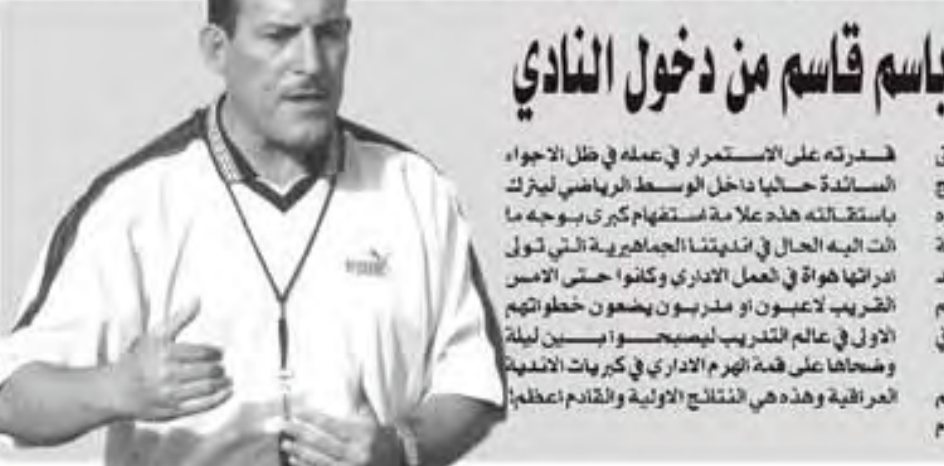 باسم قاسم من دخول النادي
قدرته على الاستمرار في عمله في ظل الاجواء
السائدة حاليا داخل الوسط الرياضي ليترك
باستقالته هذه علامة استفهام كبرى بوجه ما
الت اليه الحال في انديتنا الجماهيرية التي تولى
ادراتها هواة في العمل الاداري وكانوا حتى الامس
القريب لاعبون او مدربون يضعون خطواتهم
الاولى في عالم التدريب ليصبحوا بين ليلة
وضحاها على قمة الهرم الاداري في كبريات الاندية
العراقية وهذه هي النتائج الاولية والقادم اعظم!
PUMA